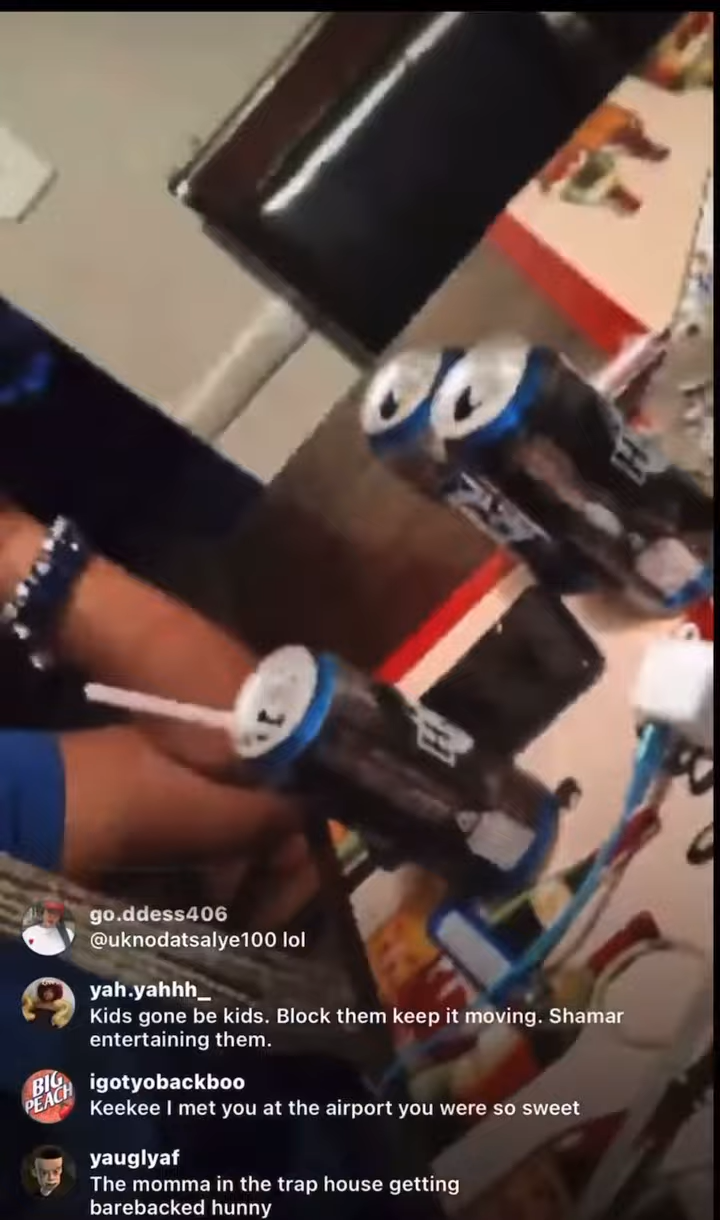 go.ddess406
@uknodatsalye100 lol
yah.yahhh_
Kids gone be kids. Block them keep it moving. Shamar
entertaining them.
BIG
PEACH
igotyobackboo
Keekee I met you at the airport you were so sweet
yauglyaf
The momma in the trap house getting
barebacked hunny